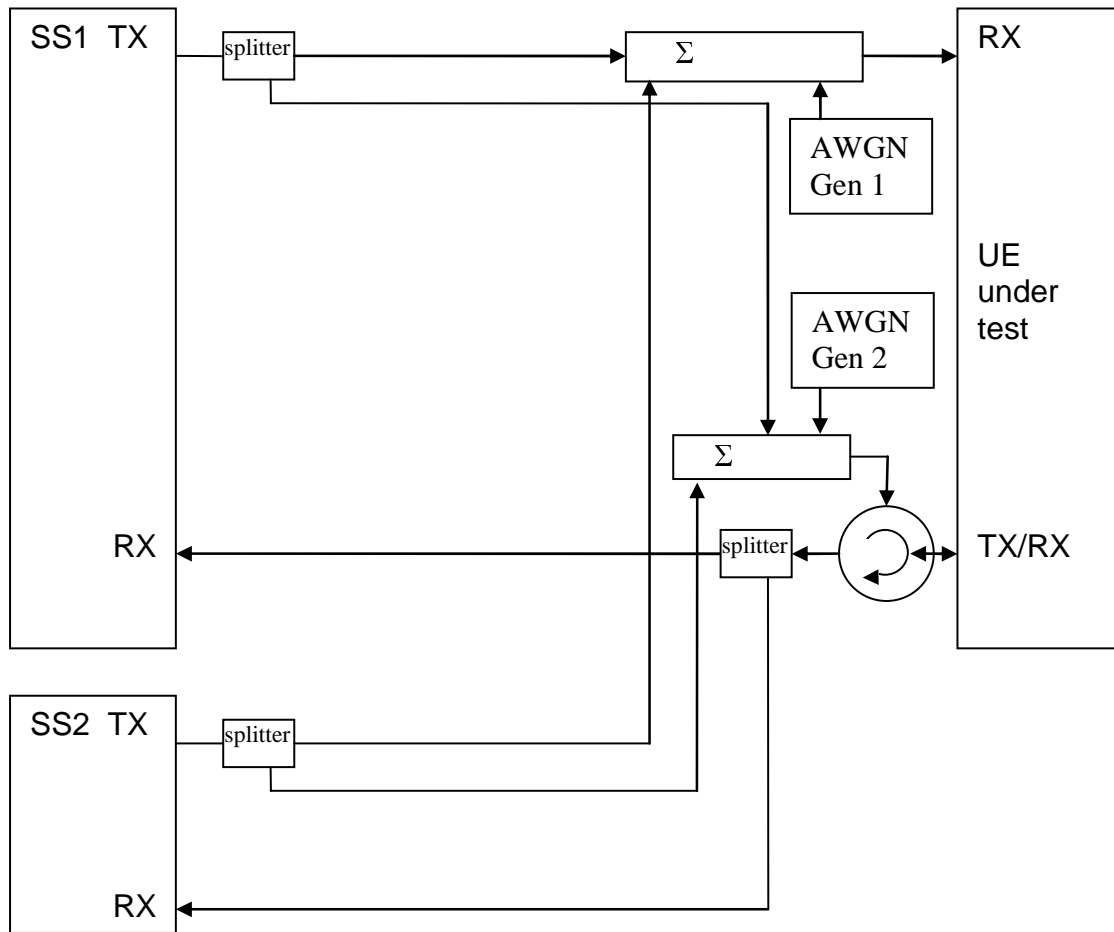 SS1 TX
splitter
Σ
RX
AWGN
Gen 1
UE
under
test
AWGN
Gen 2
Σ
RX
splitter
TX/RX
SS2 TX
splitter
RX